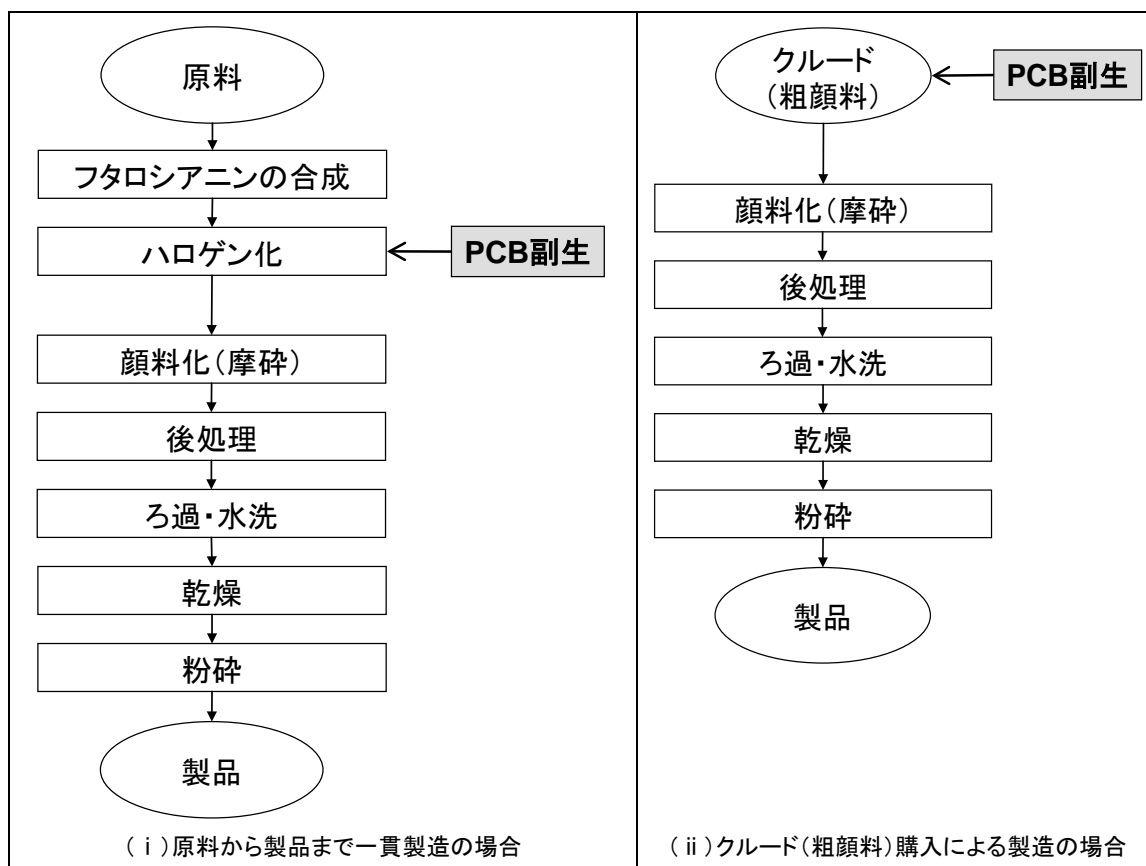 原料
フタロシアニンの合成
ハロゲン化
PCB副生
顔料化(摩砕)
後処理
ろ過・水洗
乾燥
粉砕
製品
(ⅰ)原料から製品まで一貫製造の場合
クルード
(粗顔料)
PCB副生
顔料化(摩砕)
後処理
ろ過・水洗
乾燥
粉砕
製品
(ⅱ)クルード(粗顔料)購入による製造の場合